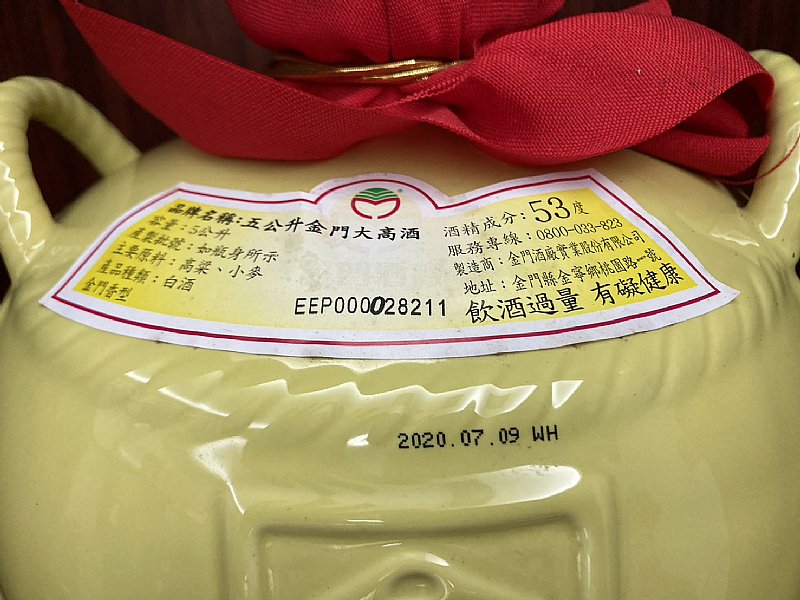 品牌名稱:五公升金門大高酒
容量:5公升
產製批號:如瓶身所示
主要原料:高粱、小麥
產品種類:白酒
金門香型
EEP000028211
酒精成分:53度
服務專線:0800-033-823
製造商:金門酒廠實業股份有限公司
地址:金門縣金寧鄉桃園路一號
飲酒過量 有礙健康
2020.07.09 WH